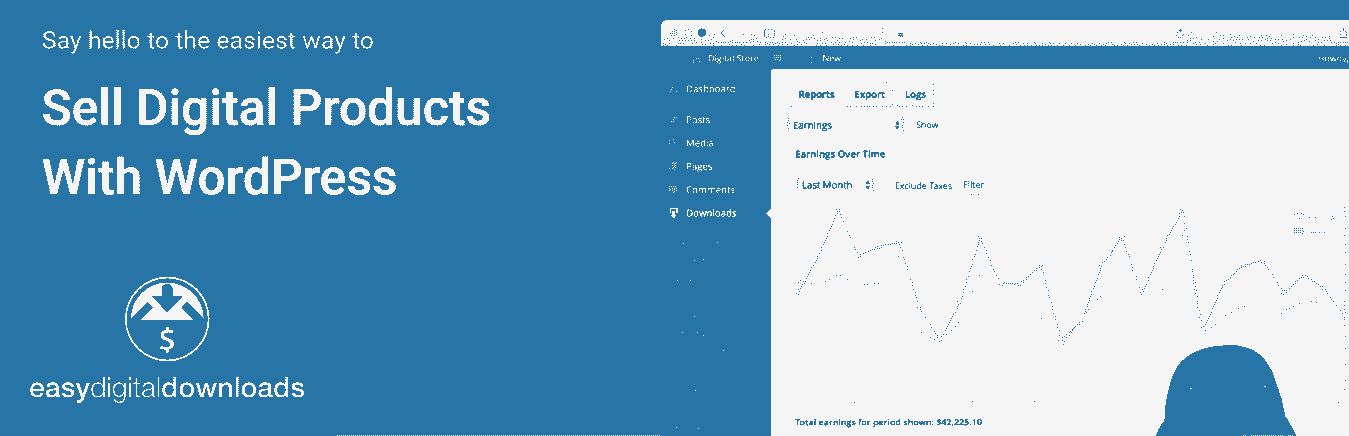 Say hello to the easiest way to
Sell Digital Products
With WordPress
$
easydigitaldownloads
Digital Store
New
Howdy,
Dashboard
Posts
Media
Pages
Comments
Downloads
Reports Export Logs
Earnings Show
Earnings Over Time
Last Month Exclude Taxes Filter
Total earnings for period shown: $42,225.10